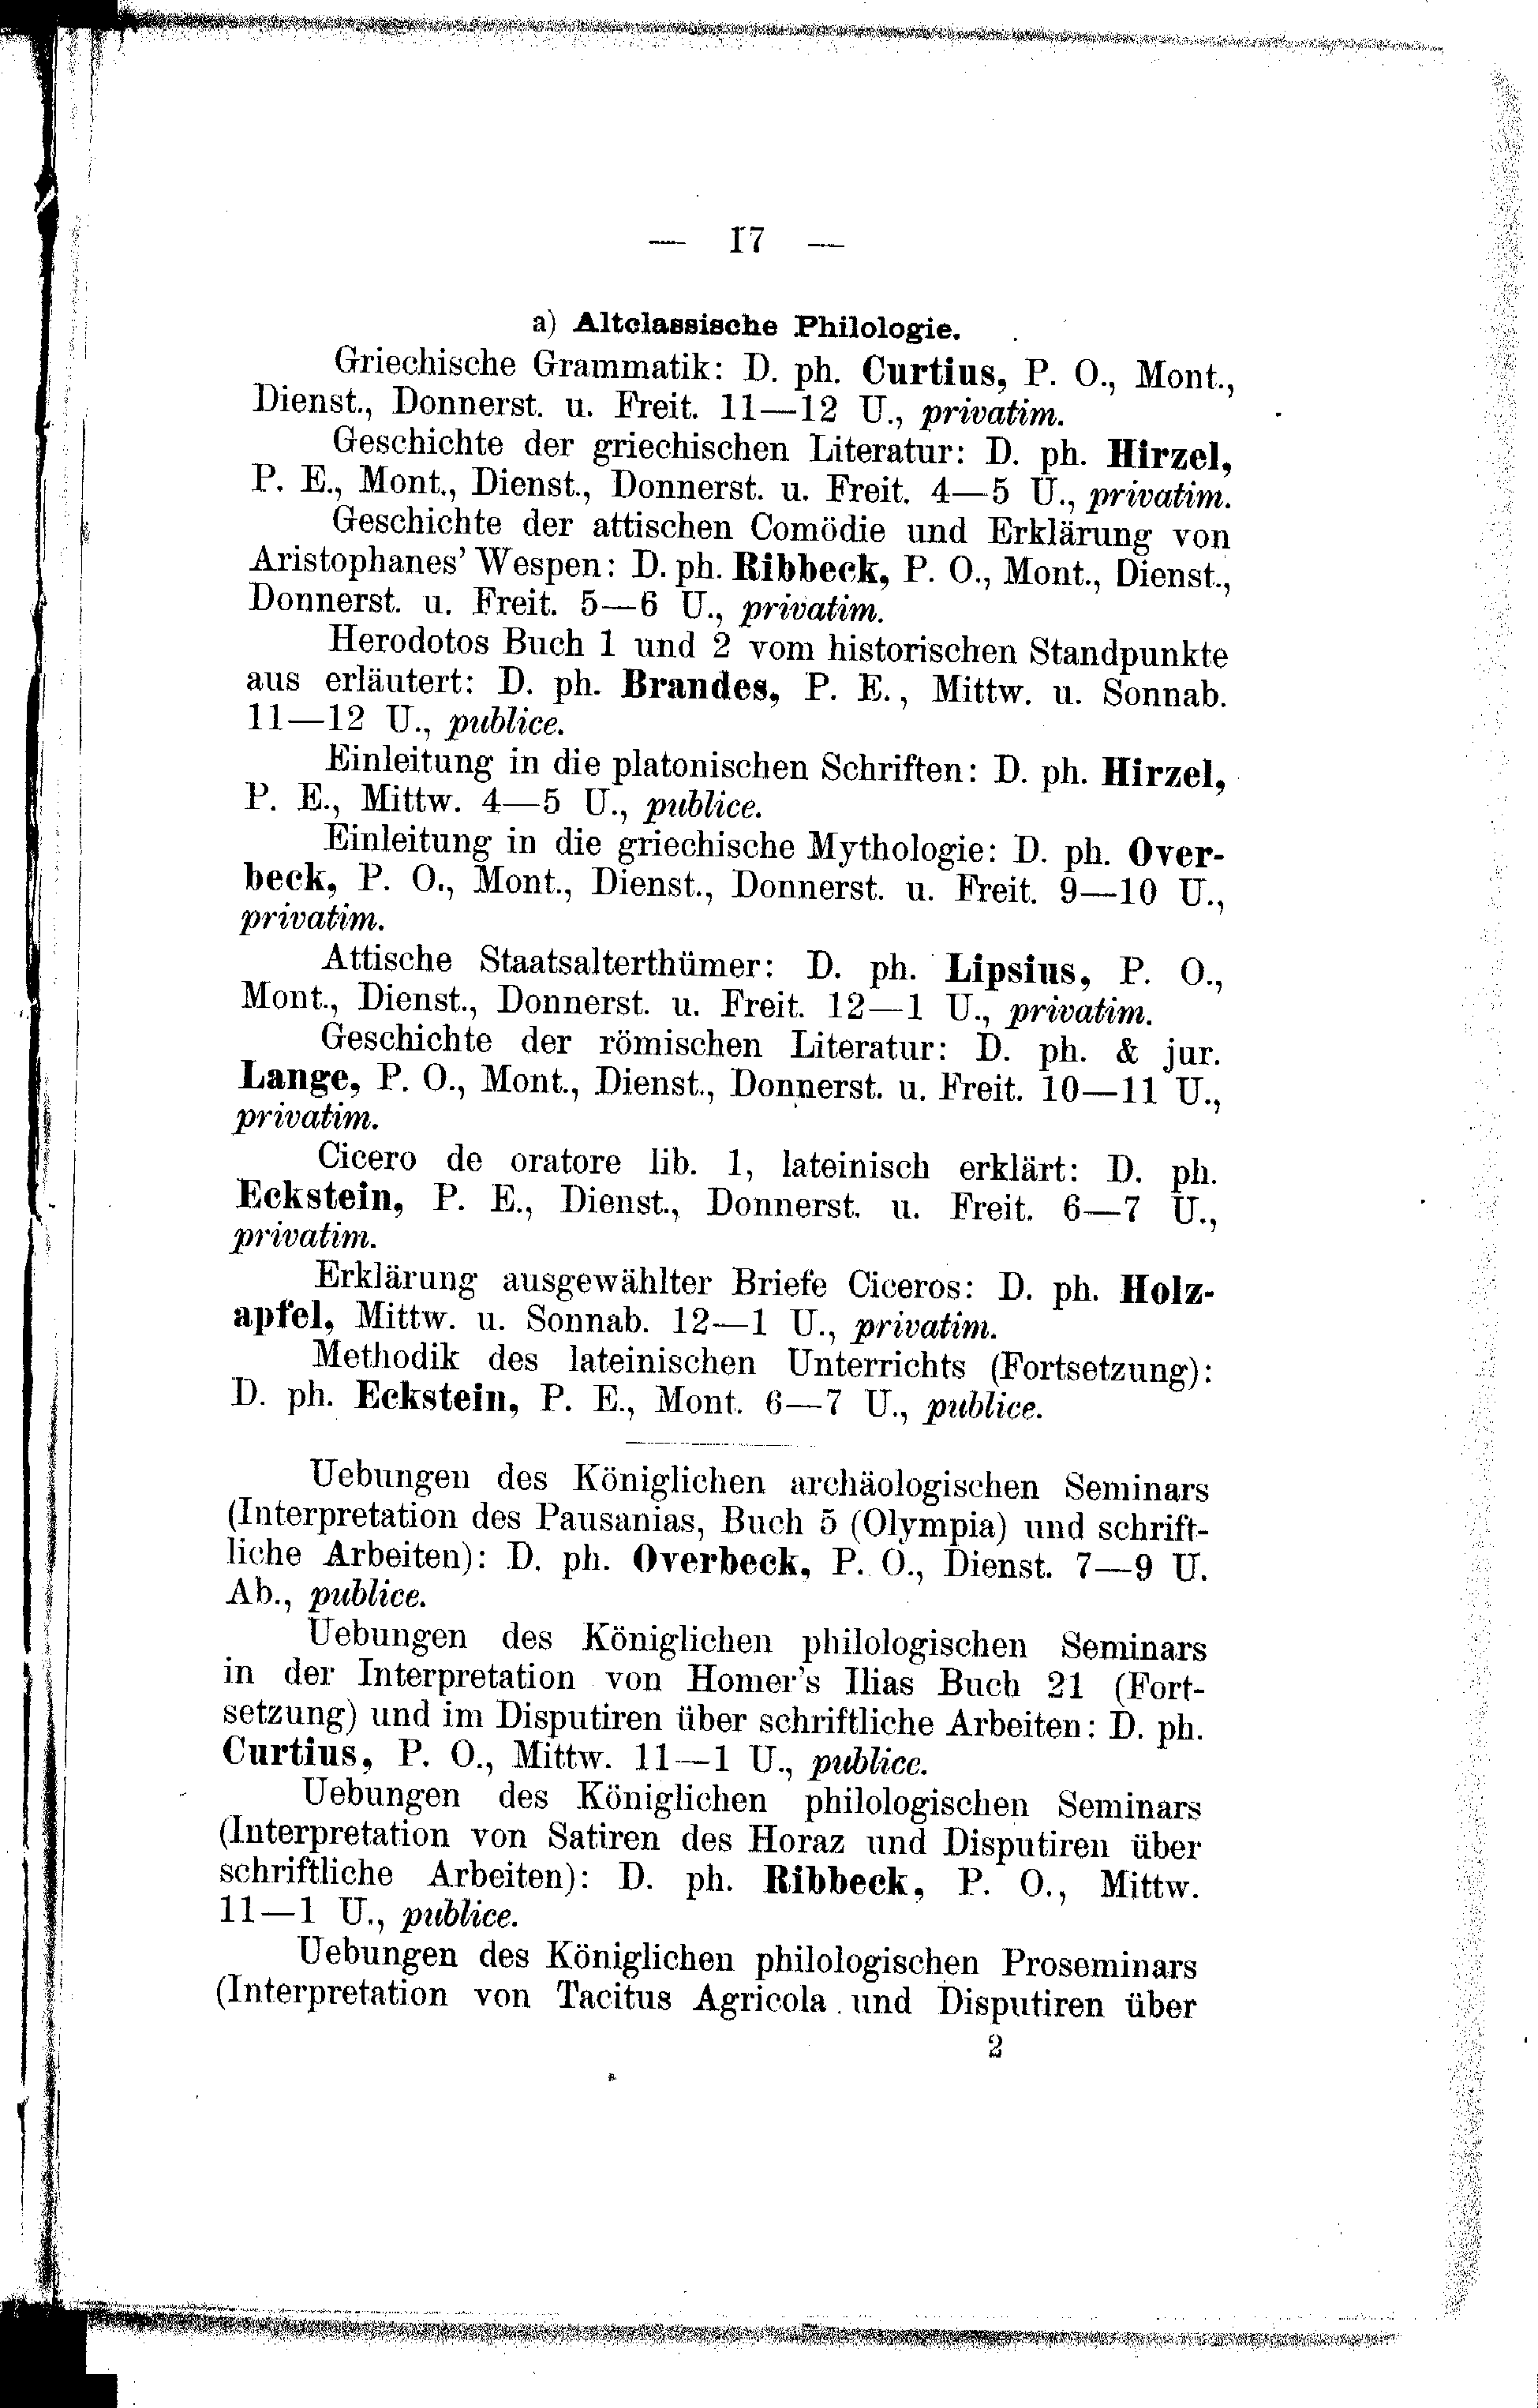 — 17 —
a) Altclassische Philologie.
Griechische Grammatik: D. ph. Curtius, P. O., Mont.,
Dienst., Donnerst. u. Freit. 11—12 U., privatim.
Geschichte der griechischen Literatur: D. ph. Hirzel,
P. E., Mont., Dienst., Donnerst. u. Freit. 4—5 U., privatim.
Geschichte der attischen Comödie und Erklärung von
Aristophanes' Wespen: D. ph. Ribbeck, P. O., Mont., Dienst.,
Donnerst. u. Freit. 5—6 U., privatim.
Herodotos Buch 1 und 2 vom historischen Standpunkte
aus erläutert: D. ph. Brandes, P. E., Mittw. u. Sonnab.
11—12 U., publice.
Einleitung in die platonischen Schriften: D. ph. Hirzel,
P. E., Mittw. 4—5 U., publice.
Einleitung in die griechische Mythologie: D. ph. Over-
beck, P. O., Mont., Dienst., Donnerst. u. Freit. 9—10 U.,
privatim.
Attische Staatsalterthümer: D. ph. Lipsius, P. O.,
Mont., Dienst., Donnerst. u. Freit. 12—1 U., privatim.
Geschichte der römischen Literatur: D. ph. & jur.
Lange, P. O., Mont., Dienst., Donnerst. u. Freit. 10—11 U.,
privatim.
Cicero de oratore lib. 1, lateinisch erklärt: D. ph.
Eckstein, P. E., Dienst., Donnerst. u. Freit. 6—7 U.,
privatim.
Erklärung ausgewählter Briefe Ciceros: D. ph. Holz-
apfel, Mittw. u. Sonnab. 12—1 U., privatim.
Methodik des lateinischen Unterrichts (Fortsetzung):
D. ph. Eckstein, P. E., Mont. 6—7 U., publice.
Uebungen des Königlichen archäologischen Seminars
(Interpretation des Pausanias, Buch 5 (Olympia) und schrift-
liche Arbeiten): D. ph. Overbeck, P. O., Dienst. 7—9 U.
Ab., publice.
Uebungen des Königlichen philologischen Seminars
in der Interpretation von Homer's Ilias Buch 21 (Fort-
setzung) und im Disputiren über schriftliche Arbeiten: D. ph.
Curtius, P. O., Mittw. 11—1 U., publice.
Uebungen des Königlichen philologischen Seminars
(Interpretation von Satiren des Horaz und Disputiren über
schriftliche Arbeiten): D. ph. Ribbeck, P. O., Mittw.
11—1 U., publice.
Uebungen des Königlichen philologischen Proseminars
(Interpretation von Tacitus Agricola und Disputiren über
2